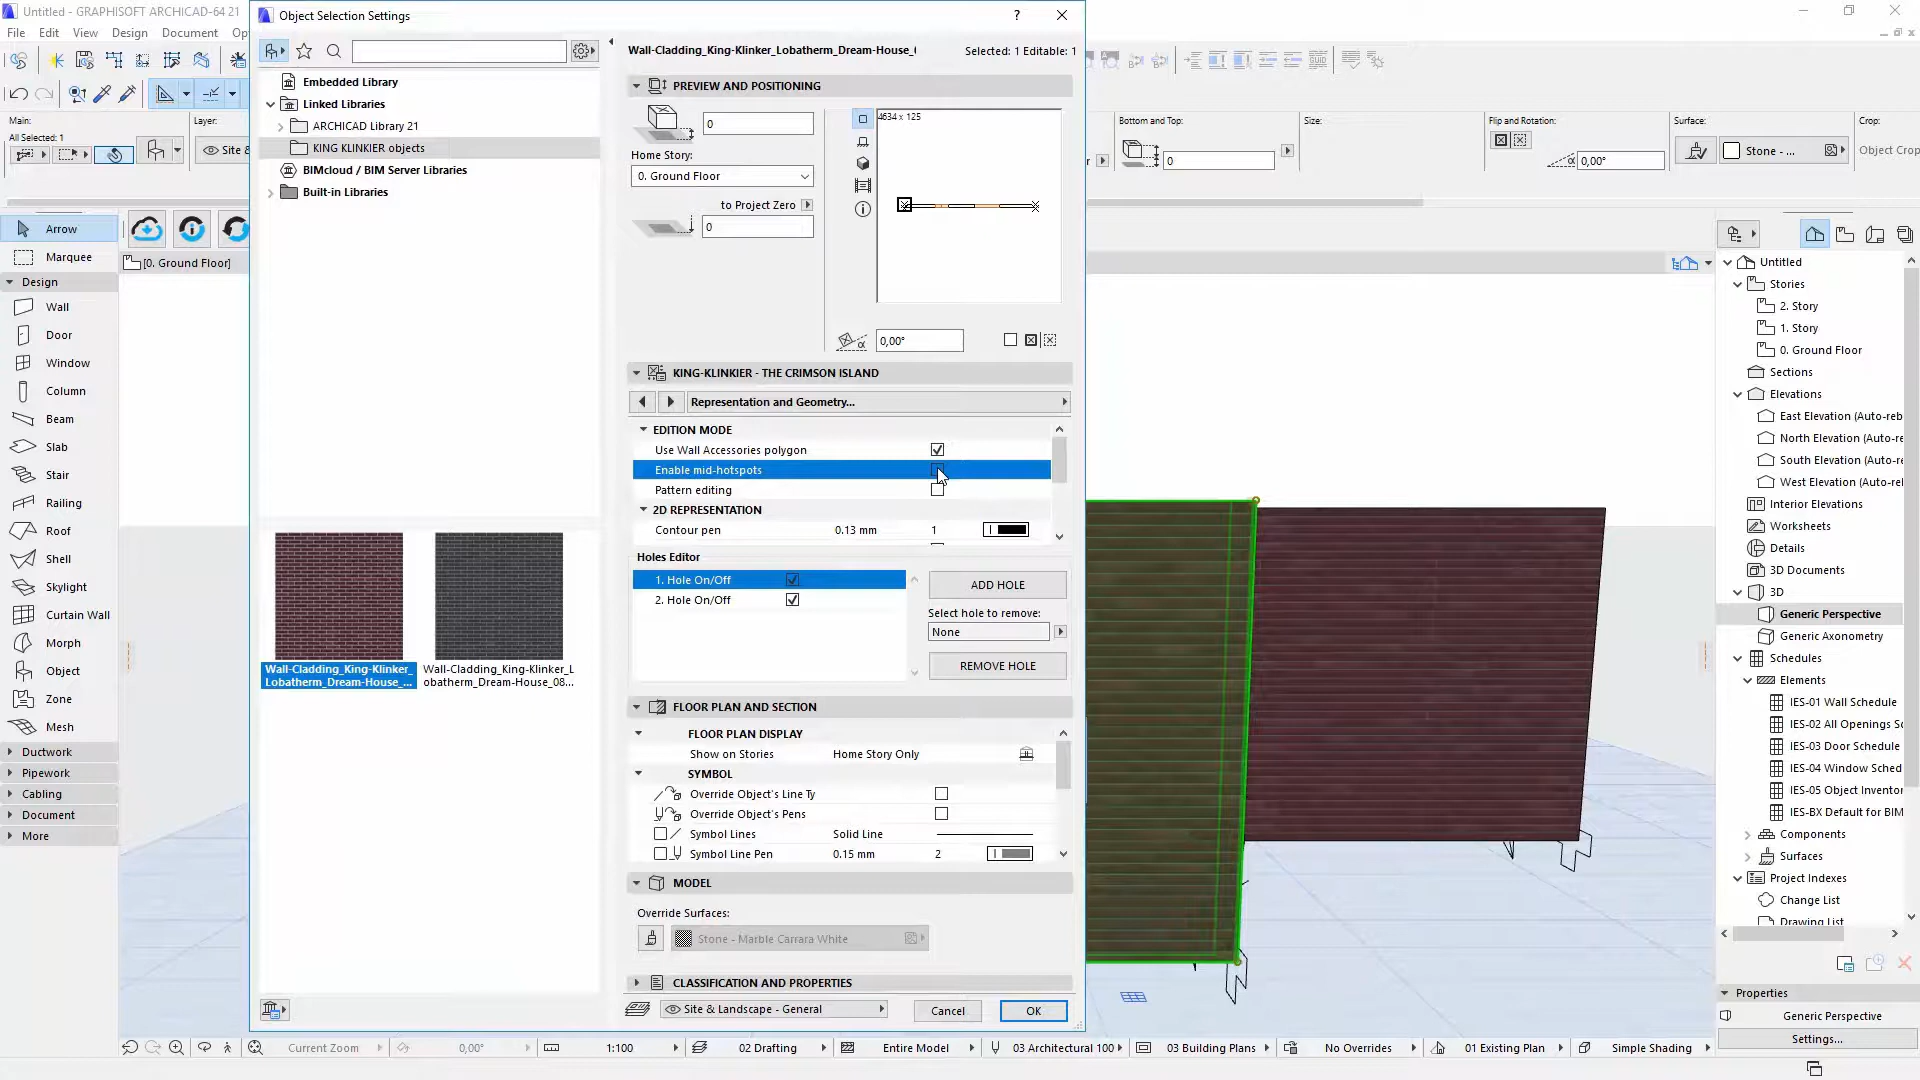 Untitled - GRAPHISOFT ARCHICAD-64 21
File Edit View Design Document
Main:
All Selected: 1
Layer:
Arrow
Marquee
Design
Wall
Door
Window
Column
Beam
Slab
Stair
Railing
Roof
Shell
Skylight
Curtain Wall
Morph
Object
Zone
Mesh
Ductwork
Pipework
Cabling
Document
More
[0. Ground Floor]
Object Selection Settings
?
Embedded Library
Linked Libraries
ARCHICAD Library 21
KING KLINKIER objects
BIMcloud / BIM Server Libraries
Built-in Libraries
Wall-Cladding_King-Klinker_
Lobatherm_Dream-House_...
Wall-Cladding_King-Klinker_L
obatherm_Dream-House_08...
Wall-Cladding_King-Klinker_Lobatherm_Dream-House_(
Selected: 1 Editable: 1
PREVIEW AND POSITIONING
0
Home Story:
0. Ground Floor
to Project Zero
0
4634 x 125
0,00°
KING-KLINKIER - THE CRIMSON ISLAND
Representation and Geometry...
EDITION MODE
Use Wall Accessories polygon
Enable mid-hotspots
Pattern editing
2D REPRESENTATION
Contour pen 0.13 mm 1
Holes Editor
1. Hole On/Off
2. Hole On/Off
ADD HOLE
Select hole to remove:
None
REMOVE HOLE
FLOOR PLAN AND SECTION
FLOOR PLAN DISPLAY
Show on Stories Home Story Only
SYMBOL
Override Object's Line Ty
Override Object's Pens
Symbol Lines Solid Line
Symbol Line Pen 0.15 mm 2
MODEL
Override Surfaces:
Stone - Marble Carrara White
CLASSIFICATION AND PROPERTIES
Site & Landscape - General
Cancel
OK
Bottom and Top:
0
Size:
Flip and Rotation:
0,00°
Surface:
Stone - ...
Crop:
Object Crop
Untitled
Stories
2. Story
1. Story
0. Ground Floor
Sections
Elevations
East Elevation (Auto-reb
North Elevation (Auto-re
South Elevation (Auto-re
West Elevation (Auto-reb
Interior Elevations
Worksheets
Details
3D Documents
3D
Generic Perspective
Generic Axonometry
Schedules
Elements
IES-01 Wall Schedule
IES-02 All Openings Sc
IES-03 Door Schedule
IES-04 Window Sched
IES-05 Object Inventor
IES-BX Default for BIM
Components
Surfaces
Project Indexes
Change List
Drawing List
Properties
Generic Perspective
Settings...
Current Zoom
0,00°
1:100
02 Drafting
Entire Model
03 Architectural 100
03 Building Plans
No Overrides
01 Existing Plan
Simple Shading